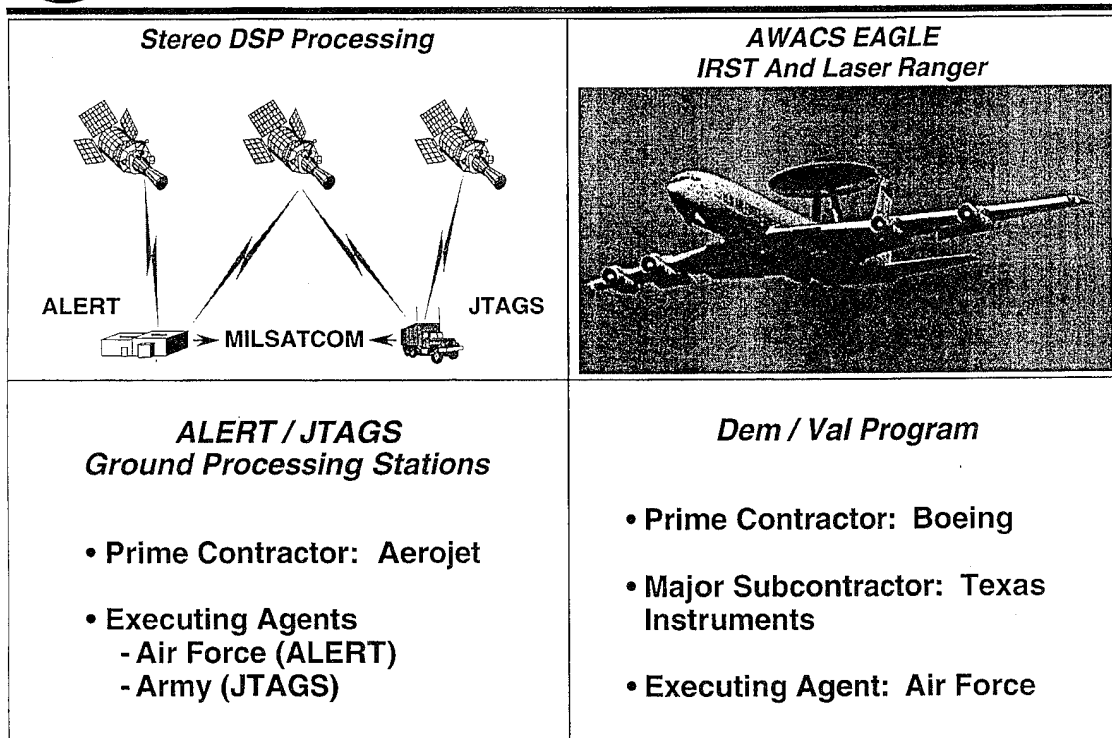 Stereo DSP Processing
ALERT
JTAGS
MILSATCOM
AWACS EAGLE
IRST And Laser Ranger
ALERT / JTAGS
Ground Processing Stations
• Prime Contractor: Aerojet
• Executing Agents
- Air Force (ALERT)
- Army (JTAGS)
Dem / Val Program
• Prime Contractor: Boeing
• Major Subcontractor: Texas
Instruments
• Executing Agent: Air Force